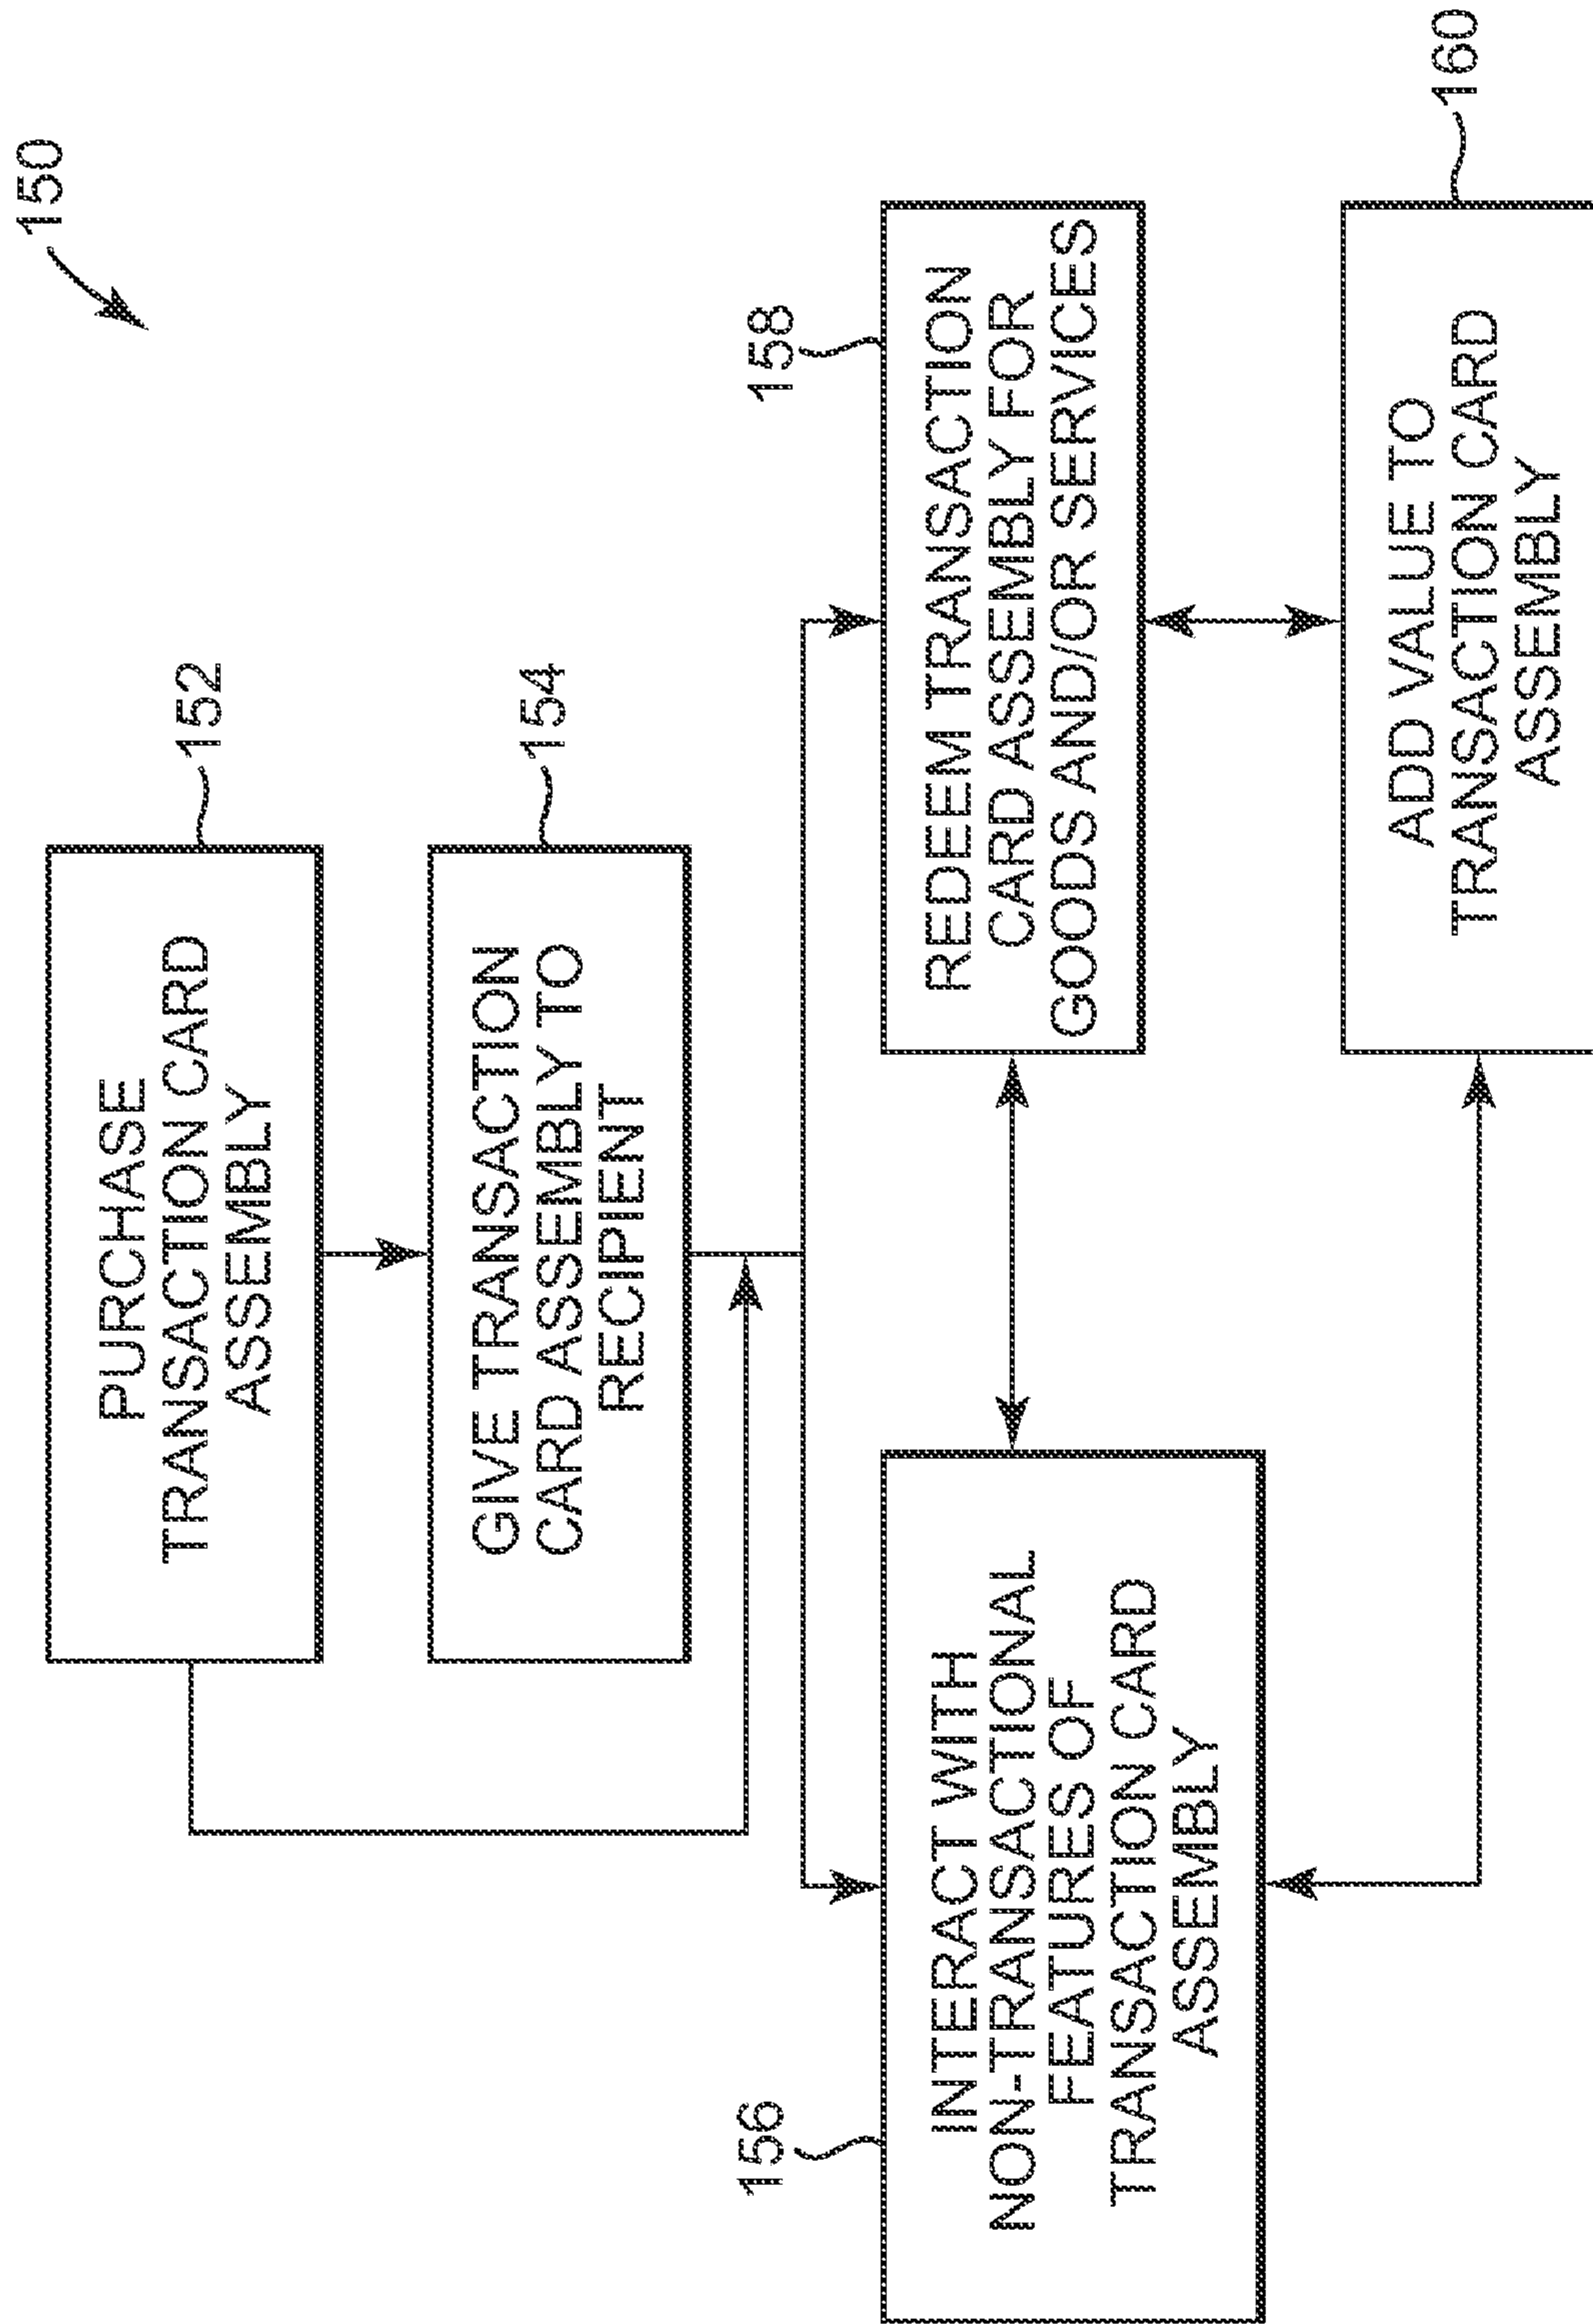 150
PURCHASE
TRANSACTION CARD
ASSEMBLY
152
GIVE TRANSACTION
CARD ASSEMBLY TO
RECIPIENT
154
156
INTERACT WITH
NON-TRANSACTIONAL
FEATURES OF
TRANSACTION CARD
ASSEMBLY
158
REDEEM TRANSACTION
CARD ASSEMBLY FOR
GOODS AND/OR SERVICES
ADD VALUE TO
TRANSACTION CARD
ASSEMBLY
160